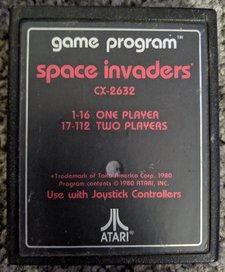 game program™
space invaders*
CX-2632
1-16 ONE PLAYER
17-112 TWO PLAYERS
*Trademark of Taito America Corp. 1980
Program contents © 1980 ATARI, INC.
Use with Joystick Controllers
ATARI®